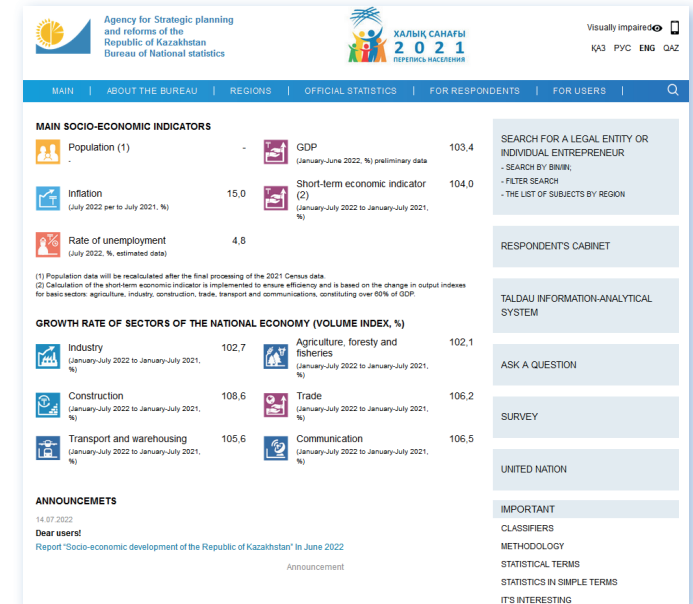 Agency for Strategic planning
and reforms of the
Republic of Kazakhstan
Bureau of National statistics
ХАЛЫҚ САНАҒЫ
2 0 2 1
ПЕРЕПИСЬ НАСЕЛЕНИЯ
Visually impaired
ҚАЗ РУС ENG QAZ
MAIN | ABOUT THE BUREAU | REGIONS | OFFICIAL STATISTICS | FOR RESPONDENTS | FOR USERS |
MAIN SOCIO-ECONOMIC INDICATORS
Population (1) -
-
GDP 103,4
(January-June 2022, %) preliminary data
Inflation 15,0
(July 2022 per to July 2021, %)
Short-term economic indicator 104,0
(2)
(January-July 2022 to January-July 2021,
%)
Rate of unemployment 4,8
(July 2022, %, estimated data)
(1) Population data will be recalculated after the final processing of the 2021 Census data.
(2) Calculation of the short-term economic indicator is implemented to ensure efficiency and is based on the change in output indexes
for basic sectors: agriculture, industry, construction, trade, transport and communications, constituting over 60% of GDP.
GROWTH RATE OF SECTORS OF THE NATIONAL ECONOMY (VOLUME INDEX, %)
Industry 102,7
(January-July 2022 to January-July 2021,
%)
Agriculture, foresty and 102,1
fisheries
(January-July 2022 to January-July 2021,
%)
Construction 108,6
(January-July 2022 to January-July 2021,
%)
Trade 106,2
(January-July 2022 to January-July 2021,
%)
Transport and warehousing 105,6
(January-July 2022 to January-July 2021,
%)
Communication 106,5
(January-July 2022 to January-July 2021,
%)
ANNOUNCEMETS
14.07.2022
Dear users!
Report "Socio-economic development of the Republic of Kazakhstan" In June 2022
Announcement
SEARCH FOR A LEGAL ENTITY OR
INDIVIDUAL ENTREPRENEUR
- SEARCH BY BIN/IIN;
- FILTER SEARCH
- THE LIST OF SUBJECTS BY REGION
RESPONDENT'S CABINET
TALDAU INFORMATION-ANALYTICAL
SYSTEM
ASK A QUESTION
SURVEY
UNITED NATION
IMPORTANT
CLASSIFIERS
METHODOLOGY
STATISTICAL TERMS
STATISTICS IN SIMPLE TERMS
IT'S INTERESTING